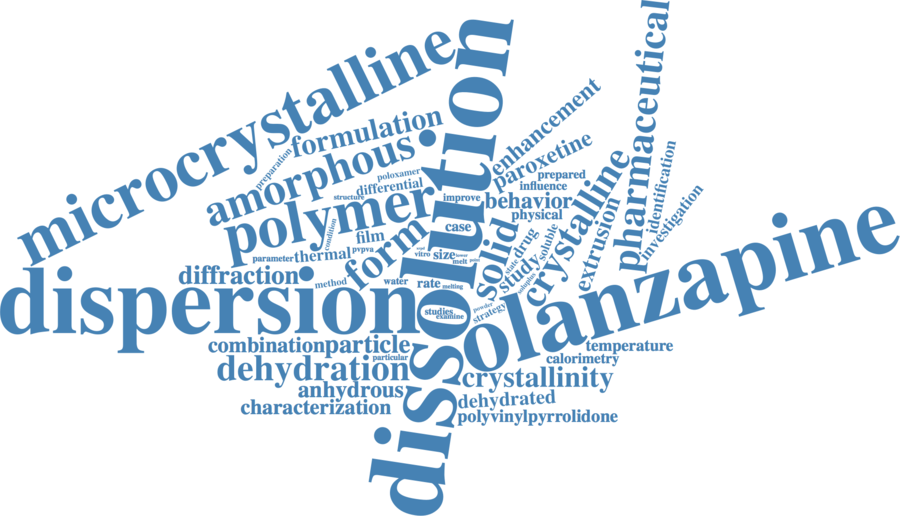 microcrystalline
dissolution
pharmaceutical
preparation
formulation
enhancement
amorphous
poloxamer
differential
structure
paroxetine
prepared
influence
improve
behavior
crystalline
identification
investigation
polymer
condition
film
pvpva
case
physical
extrusion
parameter
thermal
form
vitro
size
lower
melt
solid
drug
soluble
state
study
soluplus
diffraction
method
water
rate
melting
dispersion
studies
examine
powder
strategy
olanzapine
combination
particle
particular
temperature
calorimetry
dehydration
crystallinity
anhydrous
dehydrated
characterization
polyvinylpyrrolidone